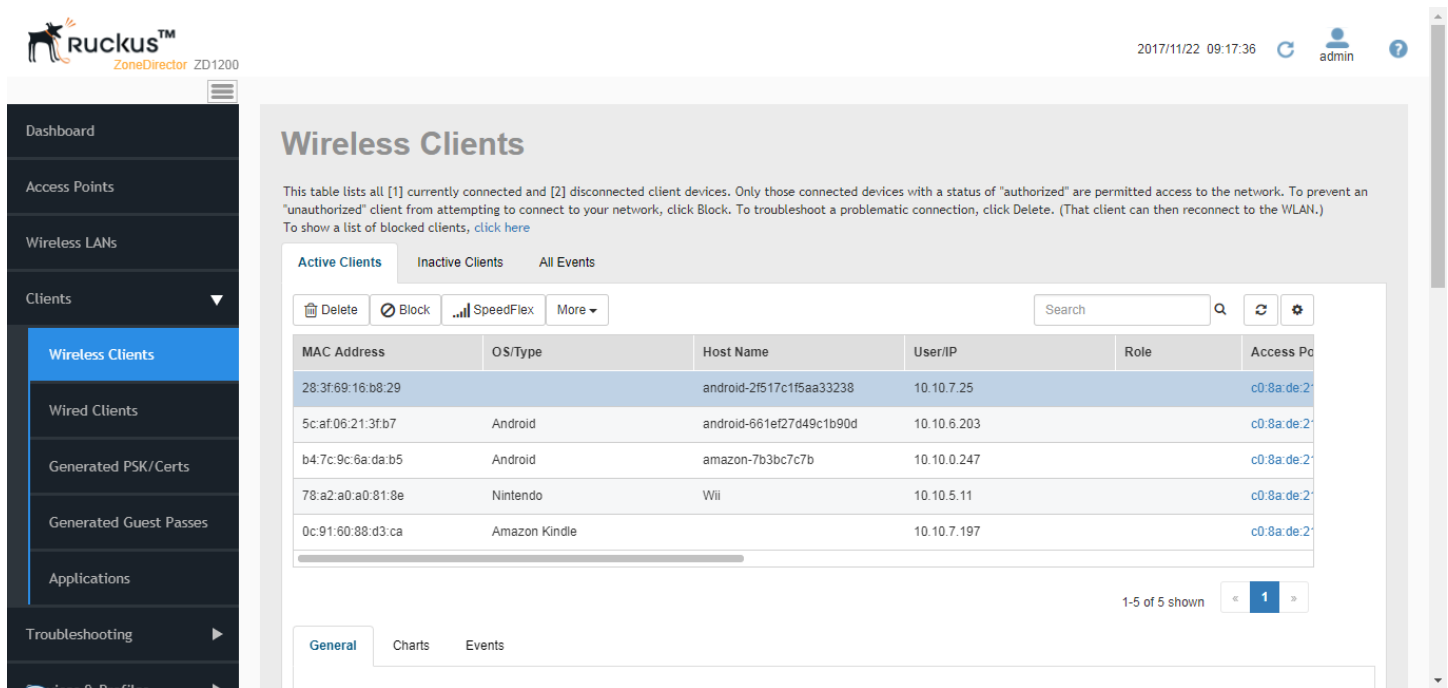 RUCKUS™
ZoneDirector ZD1200
2017/11/22 09:17:36
admin
?
Dashboard
Access Points
Wireless LANs
Clients
Wireless Clients
Wired Clients
Generated PSK/Certs
Generated Guest Passes
Applications
Troubleshooting
Wireless Clients
This table lists all [1] currently connected and [2] disconnected client devices. Only those connected devices with a status of "authorized" are permitted access to the network. To prevent an
"unauthorized" client from attempting to connect to your network, click Block. To troubleshoot a problematic connection, click Delete. (That client can then reconnect to the WLAN.)
To show a list of blocked clients, click here
Active Clients Inactive Clients All Events
Delete Block SpeedFlex More Search
MAC Address OS/Type Host Name User/IP Role Access Po
28:3f:69:16:b8:29 android-2f517c1f5aa33238 10.10.7.25 c0:8a:de:2
5c:af:06:21:3f:b7 Android android-661ef27d49c1b90d 10.10.6.203 c0:8a:de:2
b4:7c:9c:6a:da:b5 Android amazon-7b3bc7c7b 10.10.0.247 c0:8a:de:2
78:a2:a0:a0:81:8e Nintendo Wii 10.10.5.11 c0:8a:de:2
0c:91:60:88:d3:ca Amazon Kindle 10.10.7.197 c0:8a:de:2
1-5 of 5 shown « 1 »
General Charts Events